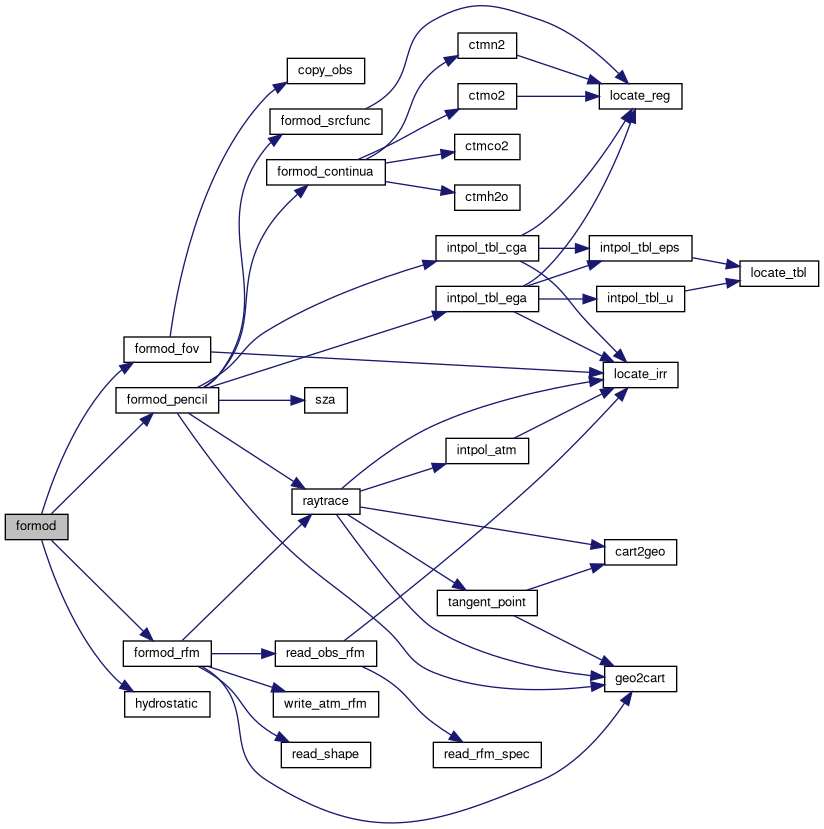 ctmn2
copy_obs
ctmo2
locate_reg
formod_srcfunc
ctmco2
formod_continua
ctmh2o
intpol_tbl_cga
intpol_tbl_eps
locate_tbl
intpol_tbl_ega
intpol_tbl_u
formod_fov
locate_irr
formod_pencil
sza
intpol_atm
raytrace
formod
cart2geo
tangent_point
formod_rfm
read_obs_rfm
geo2cart
hydrostatic
write_atm_rfm
read_shape
read_rfm_spec